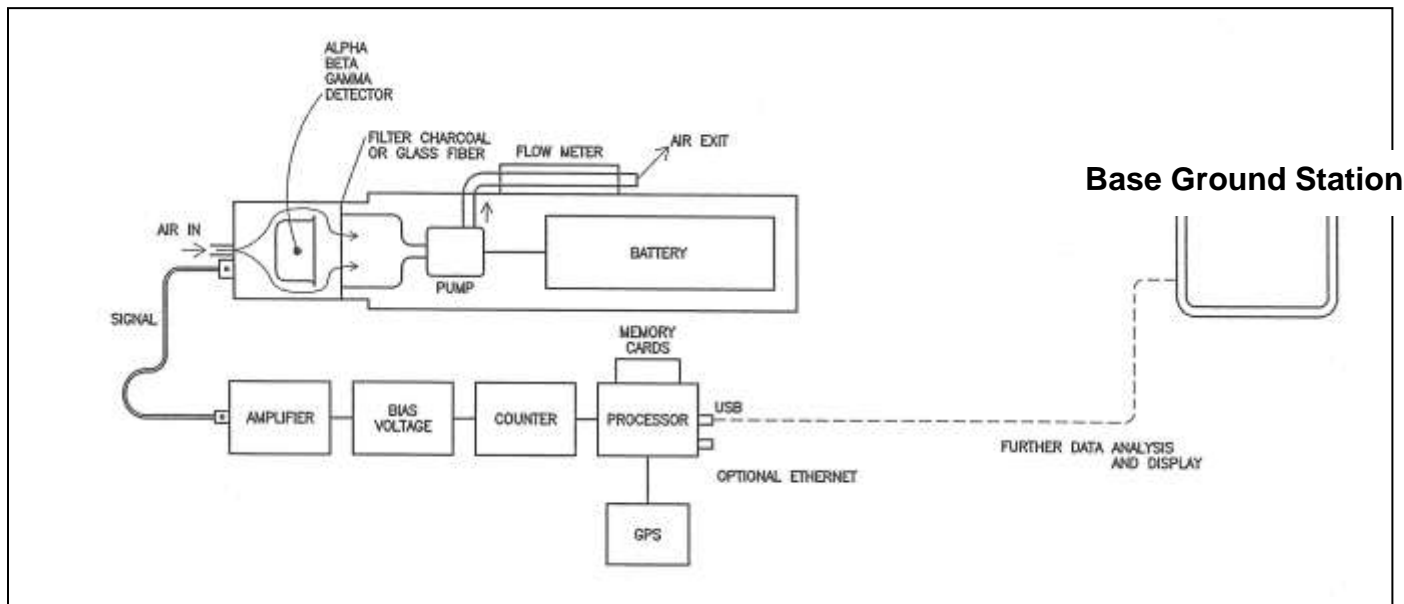 ALPHA
BETA
GAMMA
DETECTOR
FILTER CHARCOAL
OR GLASS FIBER
FLOW METER
AIR EXIT
Base Ground Station
AIR IN
BATTERY
PUMP
SIGNAL
MEMORY
CARDS
AMPLIFIER
BIAS
VOLTAGE
COUNTER
PROCESSOR
USB
FURTHER DATA ANALYSIS
AND DISPLAY
OPTIONAL ETHERNET
GPS